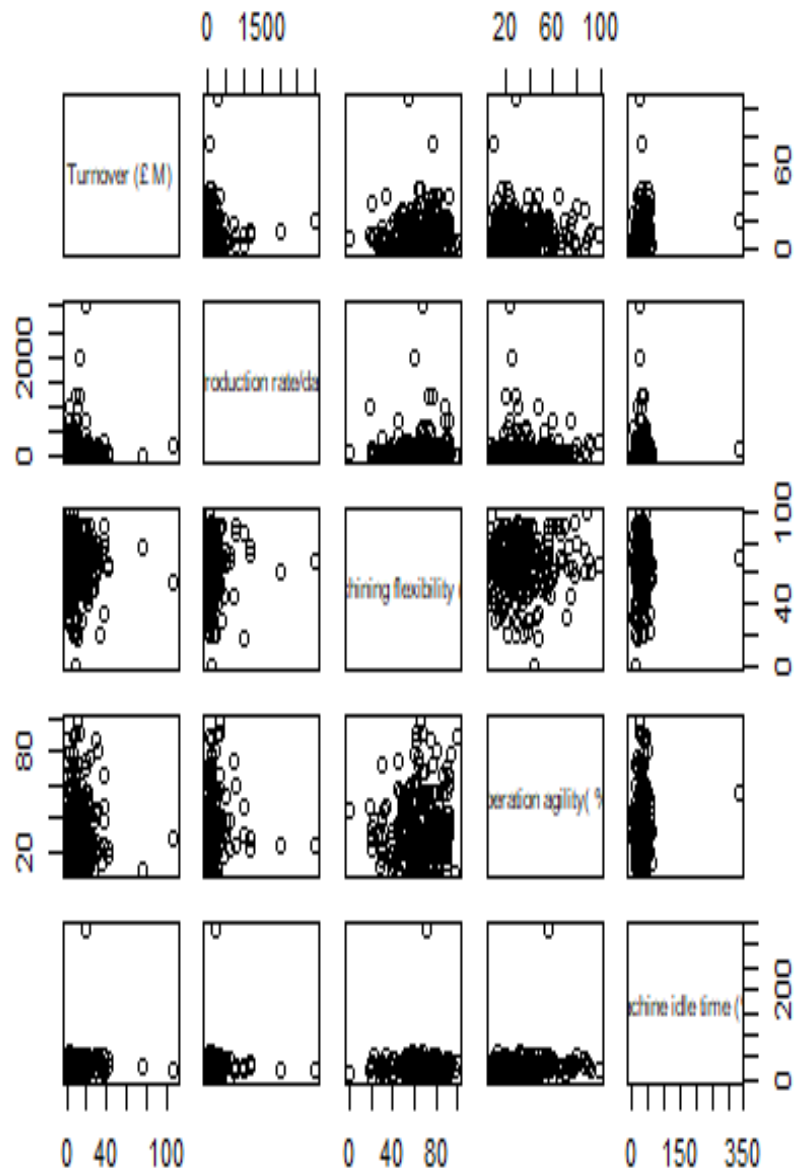 0 1500 20 60 100
Turnover (£ M)
0 60
0 2000
roduction rate/da
hining flexibility (
0 40 100
20 80
peration agility( %
achine idle time (%
0 200
0 40 100 0 40 80 0 150 350